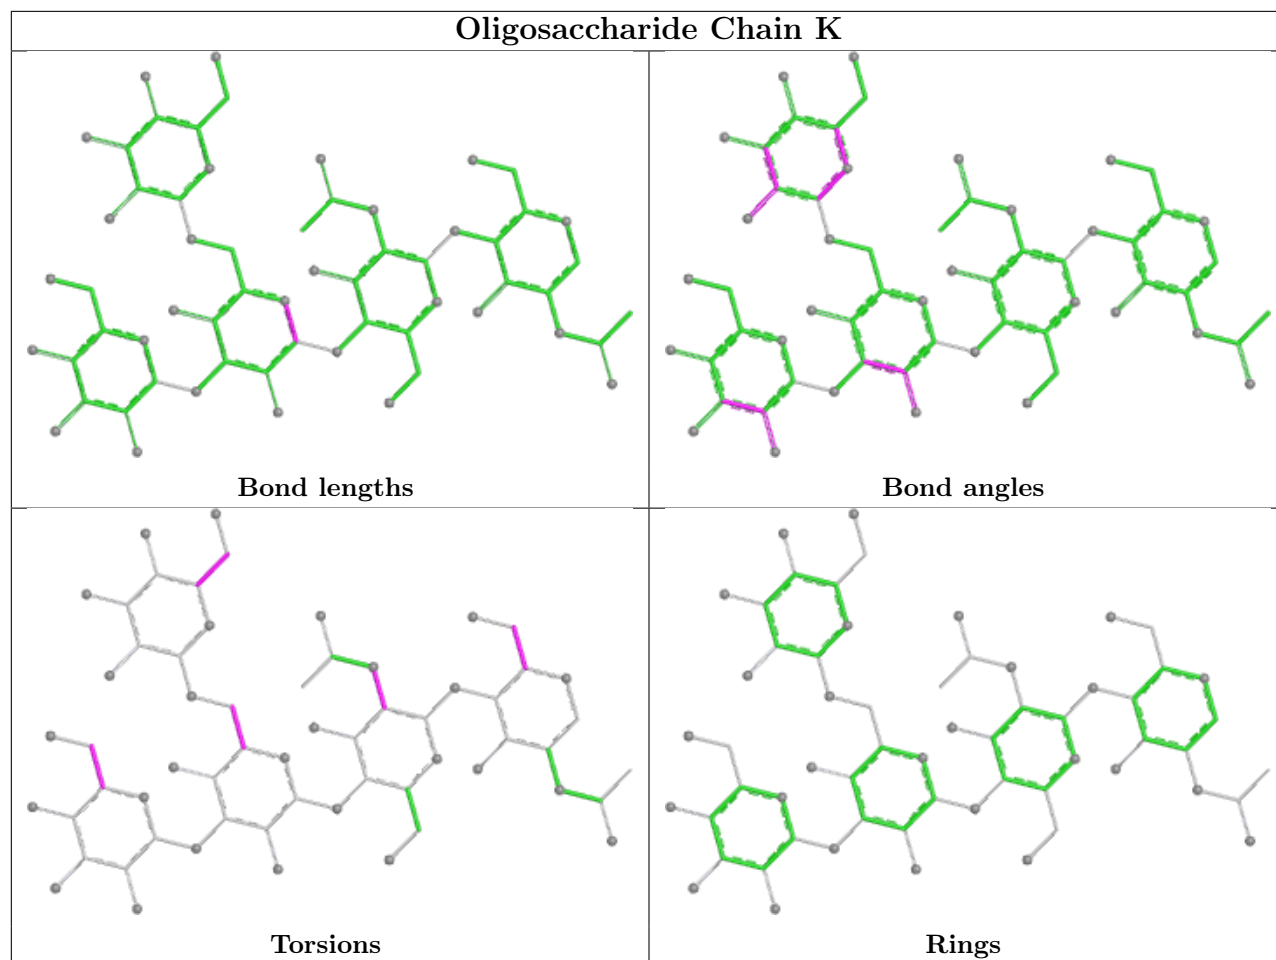 Oligosaccharide Chain K
Bond lengths
Bond angles
Torsions
Rings